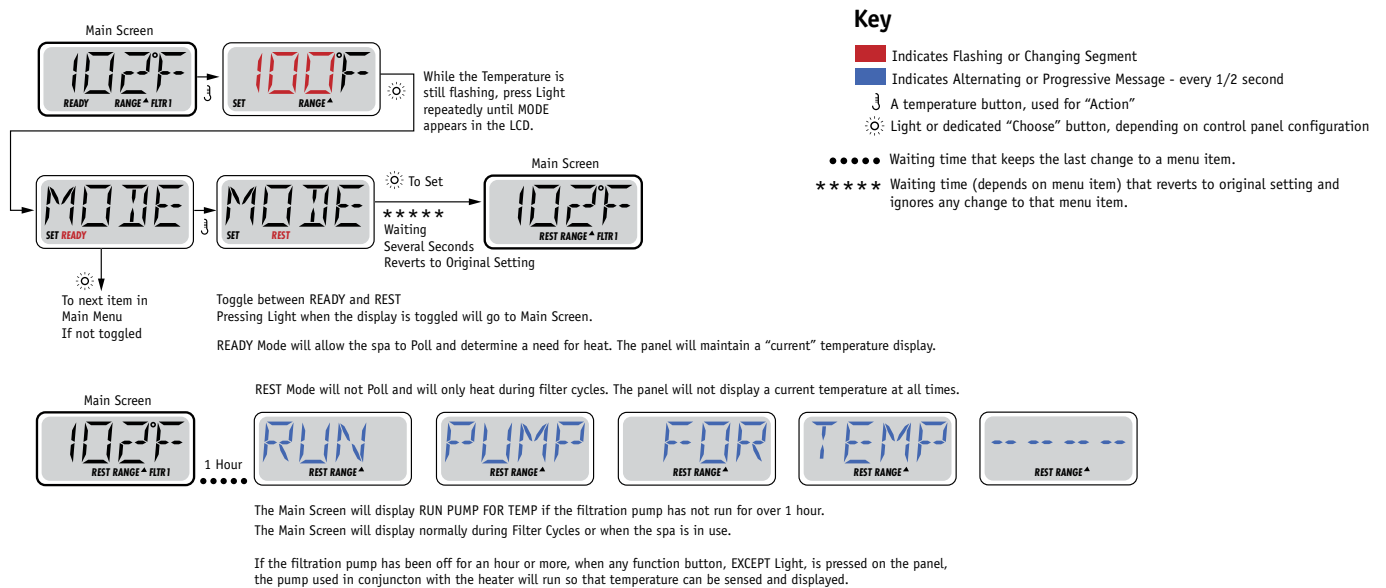 Main Screen
102°F
READY RANGE FLTR1
100°F
SET RANGE
While the Temperature is
still flashing, press Light
repeatedly until MODE
appears in the LCD.
Key
Indicates Flashing or Changing Segment
Indicates Alternating or Progressive Message - every 1/2 second
A temperature button, used for “Action”
Light or dedicated “Choose” button, depending on control panel configuration
••••• Waiting time that keeps the last change to a menu item.
***** Waiting time (depends on menu item) that reverts to original setting and
ignores any change to that menu item.
MODE
SET READY
MODE
SET REST
To Set
*****
Waiting
Several Seconds
Reverts to Original Setting
Main Screen
102°F
REST RANGE FLTR1
To next item in
Main Menu
If not toggled
Toggle between READY and REST
Pressing Light when the display is toggled will go to Main Screen.
READY Mode will allow the spa to Poll and determine a need for heat. The panel will maintain a “current” temperature display.
REST Mode will not Poll and will only heat during filter cycles. The panel will not display a current temperature at all times.
Main Screen
102°F
REST RANGE FLTR1
1 Hour
•••••
RUN
REST RANGE
PUMP
REST RANGE
FOR
REST RANGE
TEMP
REST RANGE
-- -- -- --
REST RANGE
The Main Screen will display RUN PUMP FOR TEMP if the filtration pump has not run for over 1 hour.
The Main Screen will display normally during Filter Cycles or when the spa is in use.
If the filtration pump has been off for an hour or more, when any function button, EXCEPT Light, is pressed on the panel,
the pump used in conjuncton with the heater will run so that temperature can be sensed and displayed.